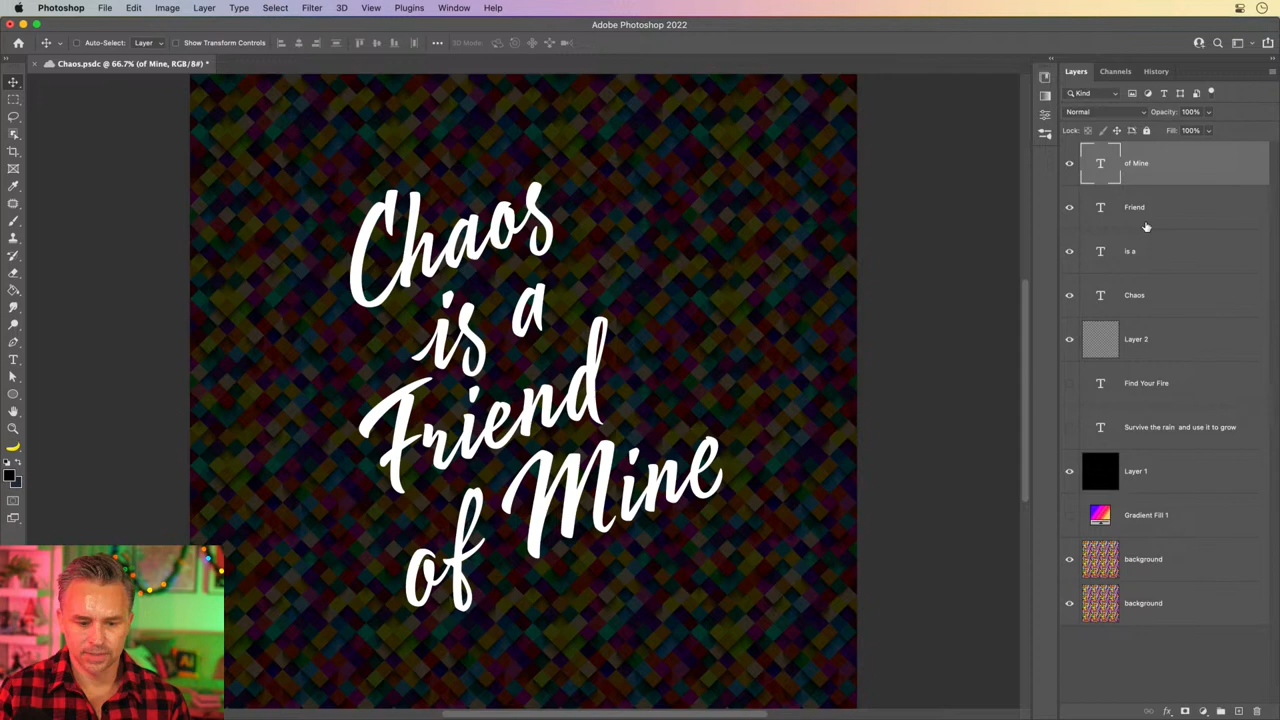 Photoshop File Edit Image Layer Type Select Filter 3D View Plugins Window Help
Adobe Photoshop 2022
Auto-Select: Layer Show Transform Controls 3D Mode:
Chaos.psdc @ 66.7% (of Mine, RGB/8#) *
Layers Channels History
Kind
Normal Opacity: 100%
Lock: Fill: 100%
T of Mine
T Friend
T is a
T Chaos
Layer 2
T Find Your Fire
T Survive the rain and use it to grow
Layer 1
Gradient Fill 1
background
background
fx
Chaos
is a
Friend
of Mine